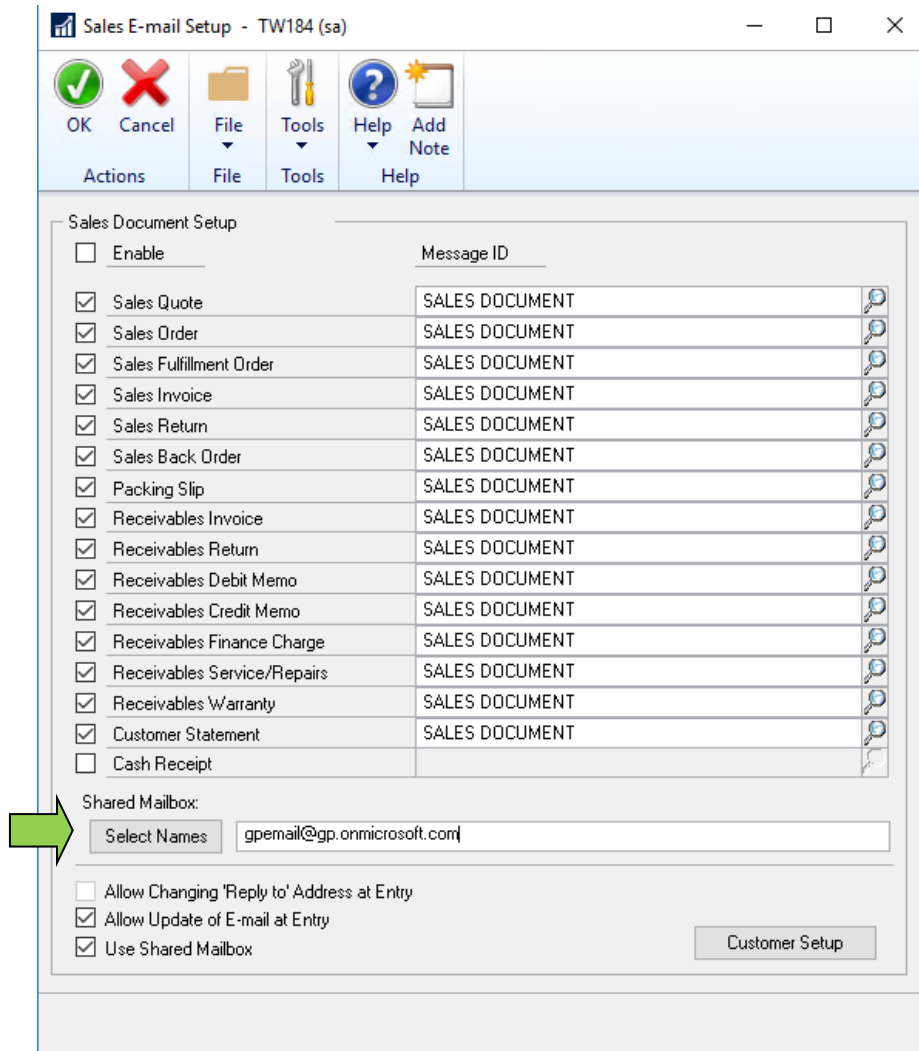 Sales E-mail Setup - TW184 (sa)
OK Cancel File Tools Help Add Note
Actions File Tools Help
Sales Document Setup
Enable Message ID
Sales Quote SALES DOCUMENT
Sales Order SALES DOCUMENT
Sales Fulfillment Order SALES DOCUMENT
Sales Invoice SALES DOCUMENT
Sales Return SALES DOCUMENT
Sales Back Order SALES DOCUMENT
Packing Slip SALES DOCUMENT
Receivables Invoice SALES DOCUMENT
Receivables Return SALES DOCUMENT
Receivables Debit Memo SALES DOCUMENT
Receivables Credit Memo SALES DOCUMENT
Receivables Finance Charge SALES DOCUMENT
Receivables Service/Repairs SALES DOCUMENT
Receivables Warranty SALES DOCUMENT
Customer Statement SALES DOCUMENT
Cash Receipt
Shared Mailbox:
Select Names gpemail@gp.onmicrosoft.com
Allow Changing 'Reply to' Address at Entry
Allow Update of E-mail at Entry
Use Shared Mailbox Customer Setup